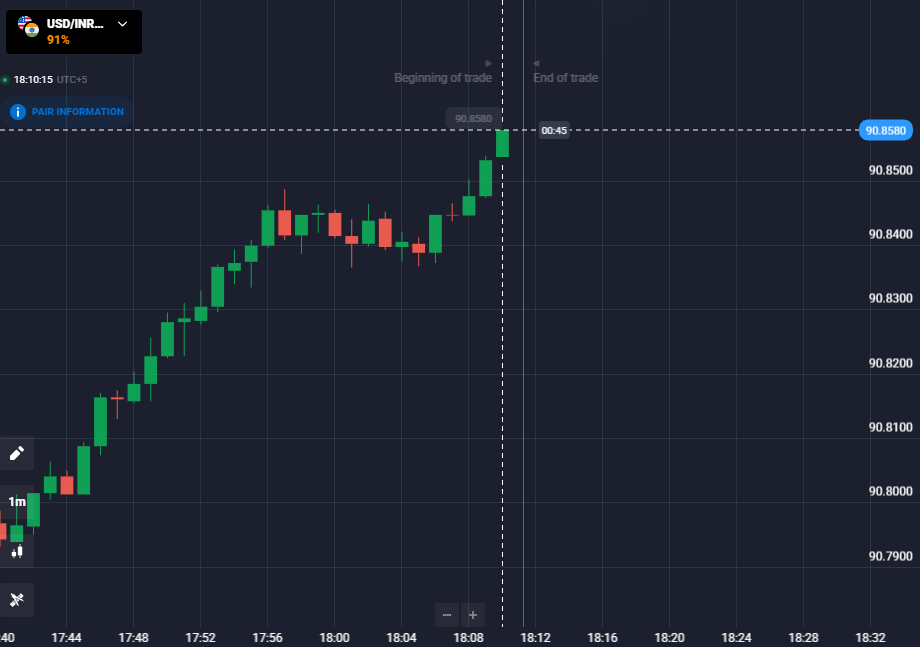 USD/INR...
91%
18:10:15 UTC+5
Beginning of trade
End of trade
PAIR INFORMATION
90.8580
00:45
90.8580
90.8500
90.8400
90.8300
90.8200
90.8100
90.8000
90.7900
1m
:40 17:44 17:48 17:52 17:56 18:00 18:04 18:08 18:12 18:16 18:20 18:24 18:28 18:32